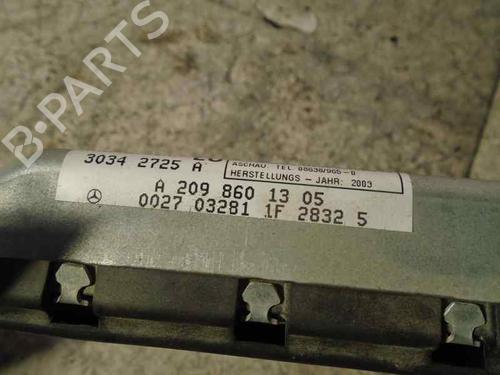 3034 2725 A
ASCHAU, TEL 08638/965-0
HERSTELLUNGS - JAHR: 2003
A 209 860 13 05
0027 03281 1F 2832 5
B-PARTS